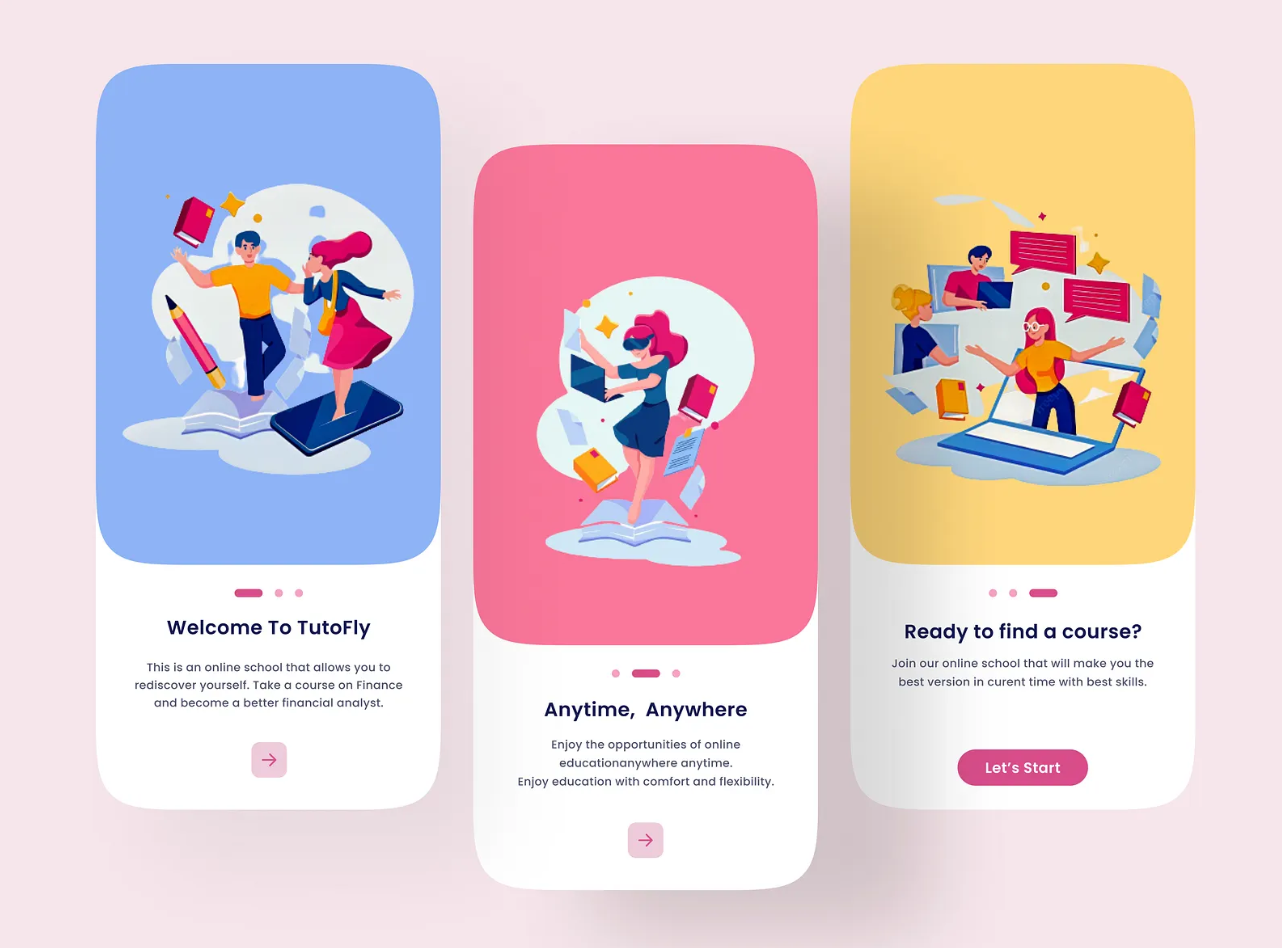 Welcome To TutoFly
This is an online school that allows you to
rediscover yourself. Take a course on Finance
and become a better financial analyst.
Anytime,  Anywhere
Enjoy the opportunities of online
educationanywhere anytime.
Enjoy education with comfort and flexibility.
Ready to find a course?
Join our online school that will make you the
best version in curent time with best skills.
Let’s Start